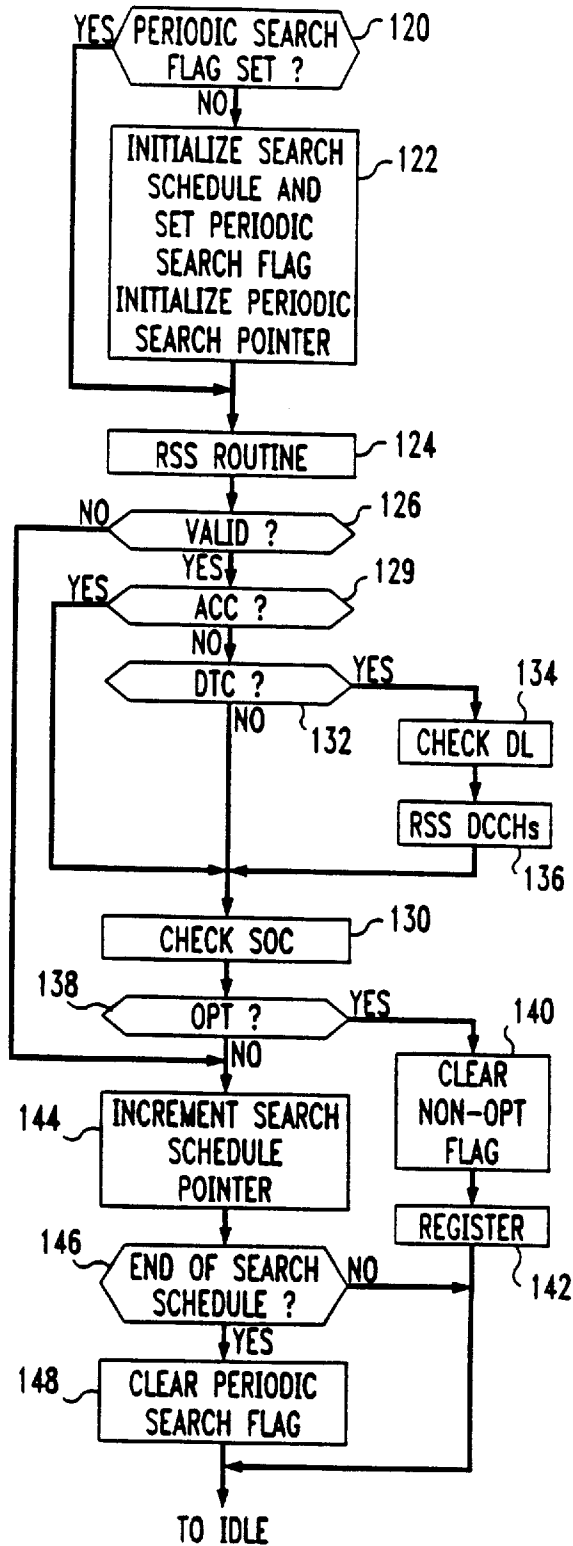 YES
PERIODIC SEARCH
FLAG SET ?
120
NO
INITIALIZE SEARCH
SCHEDULE AND
SET PERIODIC
SEARCH FLAG
INITIALIZE PERIODIC
SEARCH POINTER
122
RSS ROUTINE
124
NO
VALID ?
126
YES
YES
ACC ?
129
NO
DTC ?
YES
132
NO
134
CHECK DL
RSS DCCHs
136
CHECK SOC
130
138
OPT ?
YES
NO
140
CLEAR
NON-OPT
FLAG
144
INCREMENT SEARCH
SCHEDULE
POINTER
REGISTER
142
146
END OF SEARCH
SCHEDULE ?
NO
YES
148
CLEAR PERIODIC
SEARCH FLAG
TO IDLE